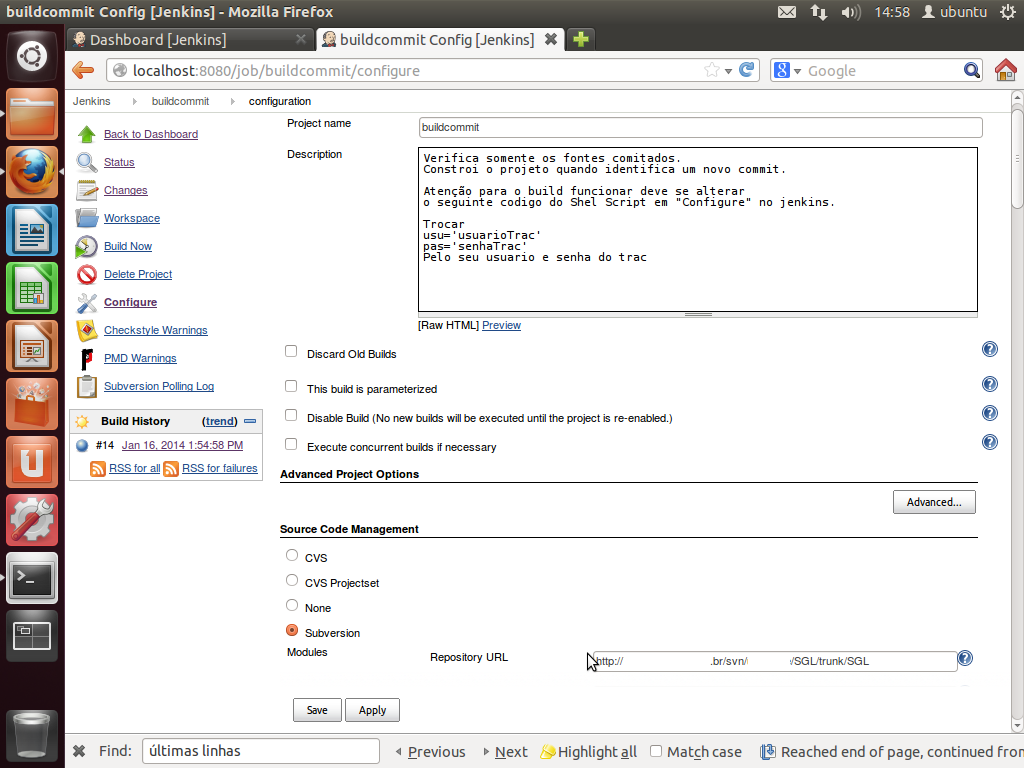 buildcommit Config [Jenkins] - Mozilla Firefox
14:58 ubuntu
Dashboard [Jenkins]
buildcommit Config [Jenkins]
localhost:8080/job/buildcommit/configure
Google
Jenkins buildcommit configuration
Back to Dashboard
Status
Changes
Workspace
Build Now
Delete Project
Configure
Checkstyle Warnings
PMD Warnings
Subversion Polling Log
Build History (trend)
#14 Jan 16, 2014 1:54:58 PM
RSS for all RSS for failures
Project name buildcommit
Description
Verifica somente os fontes comitados.
Constroi o projeto quando identifica um novo commit.
Atenção para o build funcionar deve se alterar
o seguinte codigo do Shel Script em "Configure" no jenkins.
Trocar
usu='usuarioTrac'
pas='senhaTrac'
Pelo seu usuario e senha do trac
[Raw HTML] Preview
Discard Old Builds
This build is parameterized
Disable Build (No new builds will be executed until the project is re-enabled.)
Execute concurrent builds if necessary
Advanced Project Options
Advanced...
Source Code Management
CVS
CVS Projectset
None
Subversion
Modules
Repository URL http:// .br/svn/ /SGL/trunk/SGL
Save Apply
Find: últimas linhas Previous Next Highlight all Match case Reached end of page, continued from